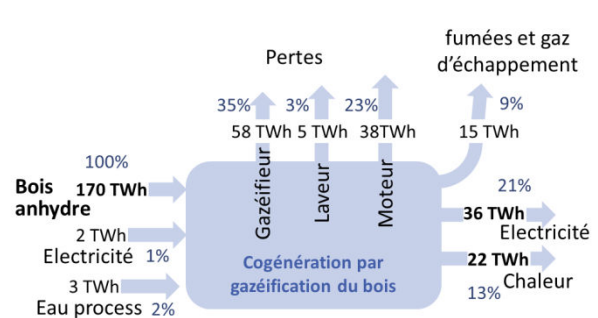 Pertes
fumées et gaz
d'échappement
35% 3% 23% 9%
58 TWh 5 TWh 38TWh 15 TWh
100%
Bois
anhydre
170 TWh
2 TWh
Electricité 1%
3 TWh
Eau process 2%
Gazéifieur
Laveur
Moteur
Cogénération par
gazéification du bois
21%
36 TWh
Electricité
22 TWh
Chaleur
13%